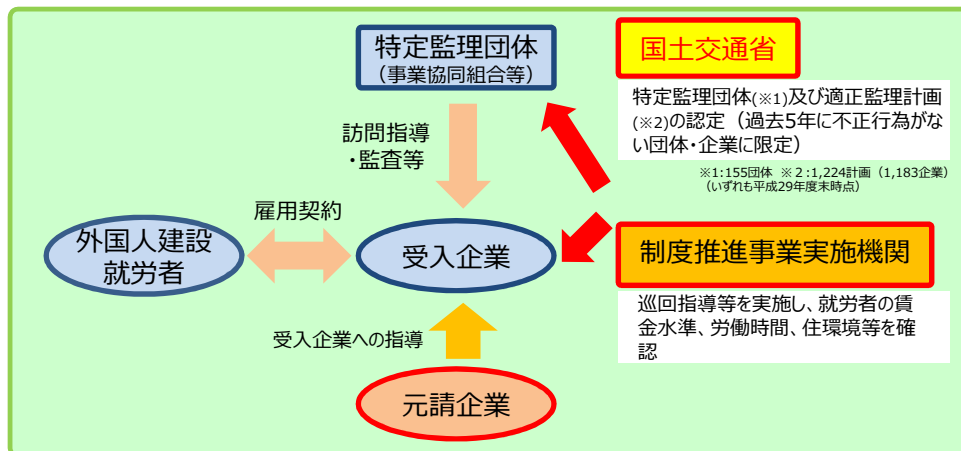 特定監理団体
（事業協同組合等）
国土交通省
特定監理団体(※1)及び適正監理計画
(※2)の認定（過去5年に不正行為がな
い団体・企業に限定）
※1:155団体 ※２:1,224計画（1,183企業）
（いずれも平成29年度末時点）
訪問指導
・監査等
雇用契約
外国人建設
就労者
受入企業
制度推進事業実施機関
巡回指導等を実施し、就労者の賃
金水準、労働時間、住環境等を確
認
受入企業への指導
元請企業